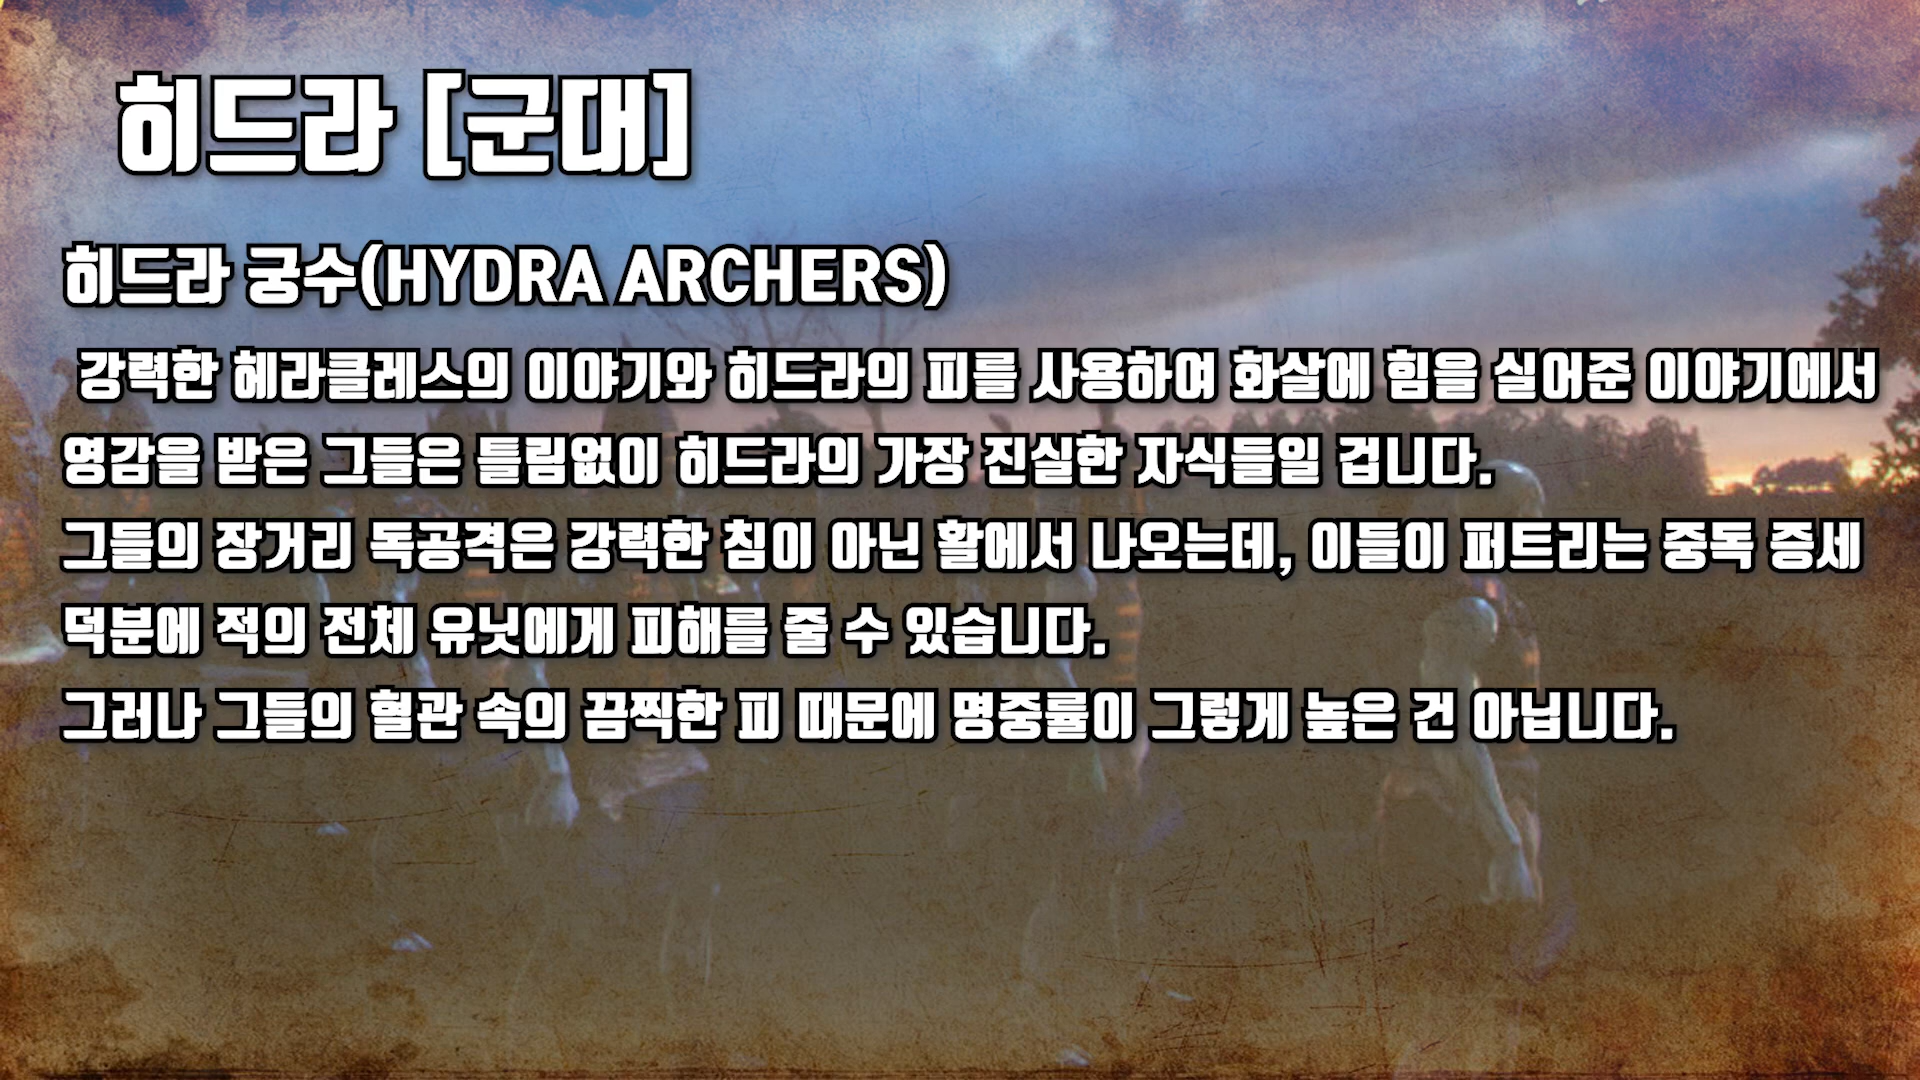 히드라 [군대]
히드라 궁수(HYDRA ARCHERS)
강력한 헤라클레스의 이야기와 히드라의 피를 사용하여 화살에 힘을 실어준 이야기에서
영감을 받은 그들은 틀림없이 히드라의 가장 진실한 자식들일 겁니다.
그들의 장거리 독공격은 강력한 침이 아닌 활에서 나오는데, 이들이 퍼트리는 중독 증세
덕분에 적의 전체 유닛에게 피해를 줄 수 있습니다.
그러나 그들의 혈관 속의 끔찍한 피 때문에 명중률이 그렇게 높은 건 아닙니다.